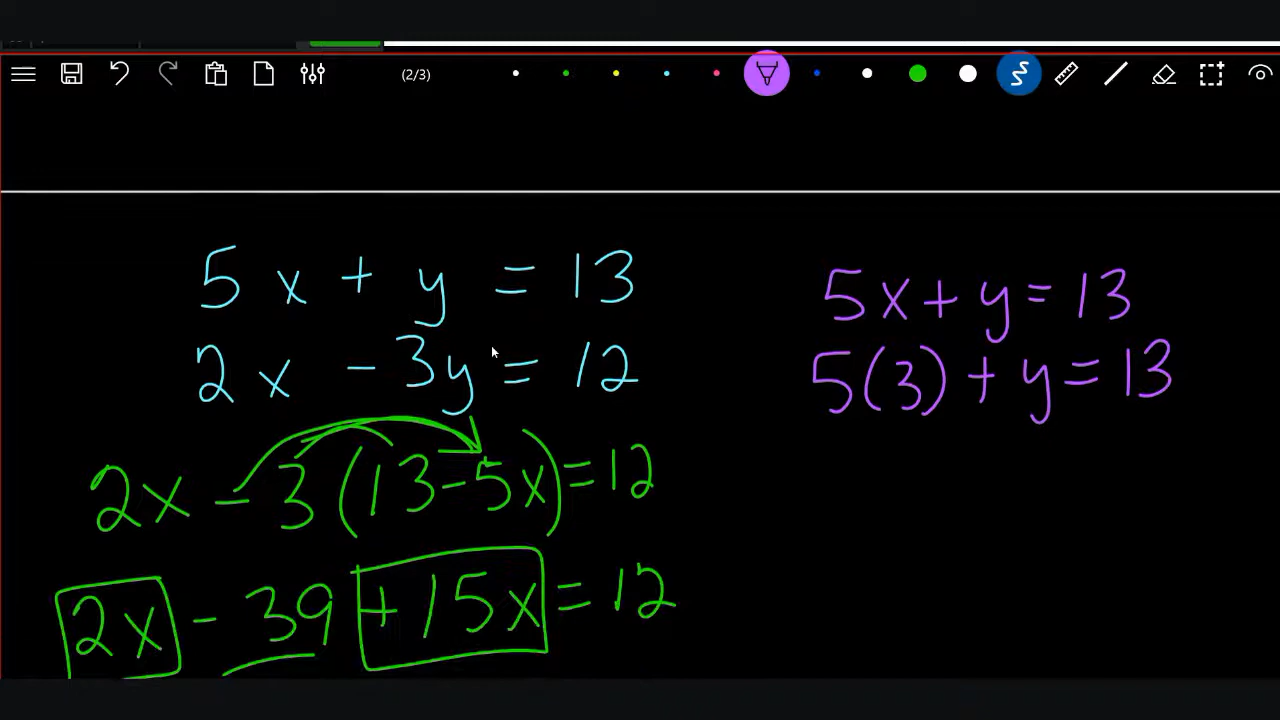 (2/3)
5x + y = 13
2x - 3y = 12
2x - 3(13-5x) = 12
2x - 39 + 15x = 12
5x + y = 13
5(3) + y = 13